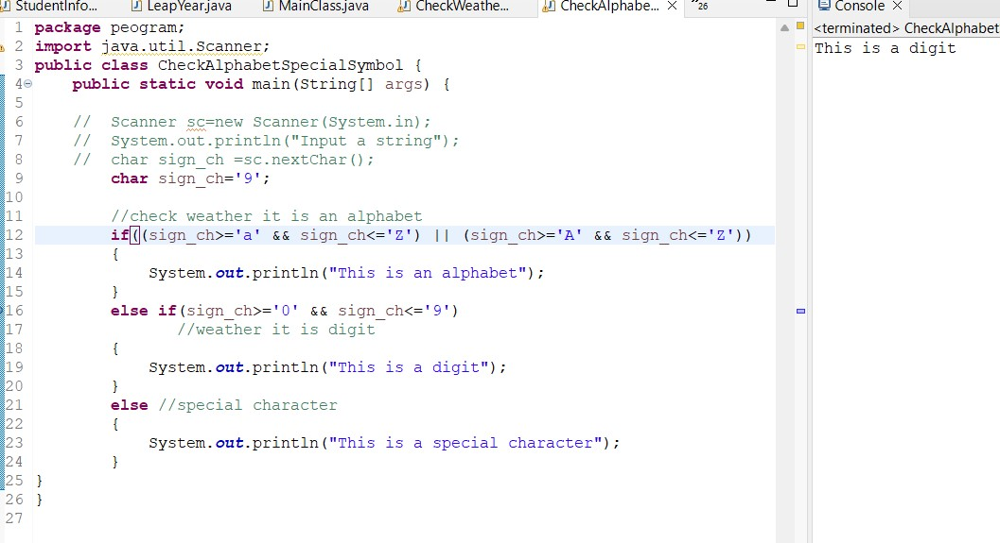 StudentInfo...
LeapYear.java
MainClass.java
CheckWeathe...
CheckAlphabe...
26
Console
<terminated> CheckAlphabet
This is a digit
1 package peogram;
2 import java.util.Scanner;
3 public class CheckAlphabetSpecialSymbol {
4 public static void main(String[] args) {
5
6 // Scanner sc=new Scanner(System.in);
7 // System.out.println("Input a string");
8 // char sign_ch =sc.nextChar();
9 char sign_ch='9';
10
11 //check weather it is an alphabet
12 if((sign_ch>='a' && sign_ch<='Z') || (sign_ch>='A' && sign_ch<='Z'))
13 {
14 System.out.println("This is an alphabet");
15 }
16 else if(sign_ch>='0' && sign_ch<='9')
17 //weather it is digit
18 {
19 System.out.println("This is a digit");
20 }
21 else //special character
22 {
23 System.out.println("This is a special character");
24 }
25 }
26 }
27